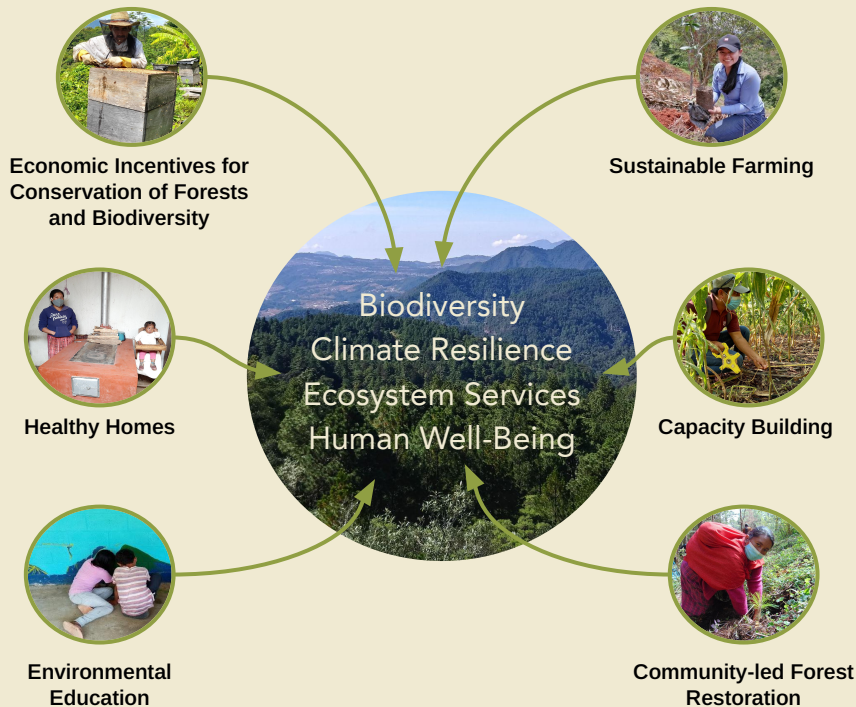 Economic Incentives for
Conservation of Forests
and Biodiversity
Sustainable Farming
Biodiversity
Climate Resilience
Ecosystem Services
Human Well-Being
Healthy Homes
Capacity Building
Environmental
Education
Community-led Forest
Restoration